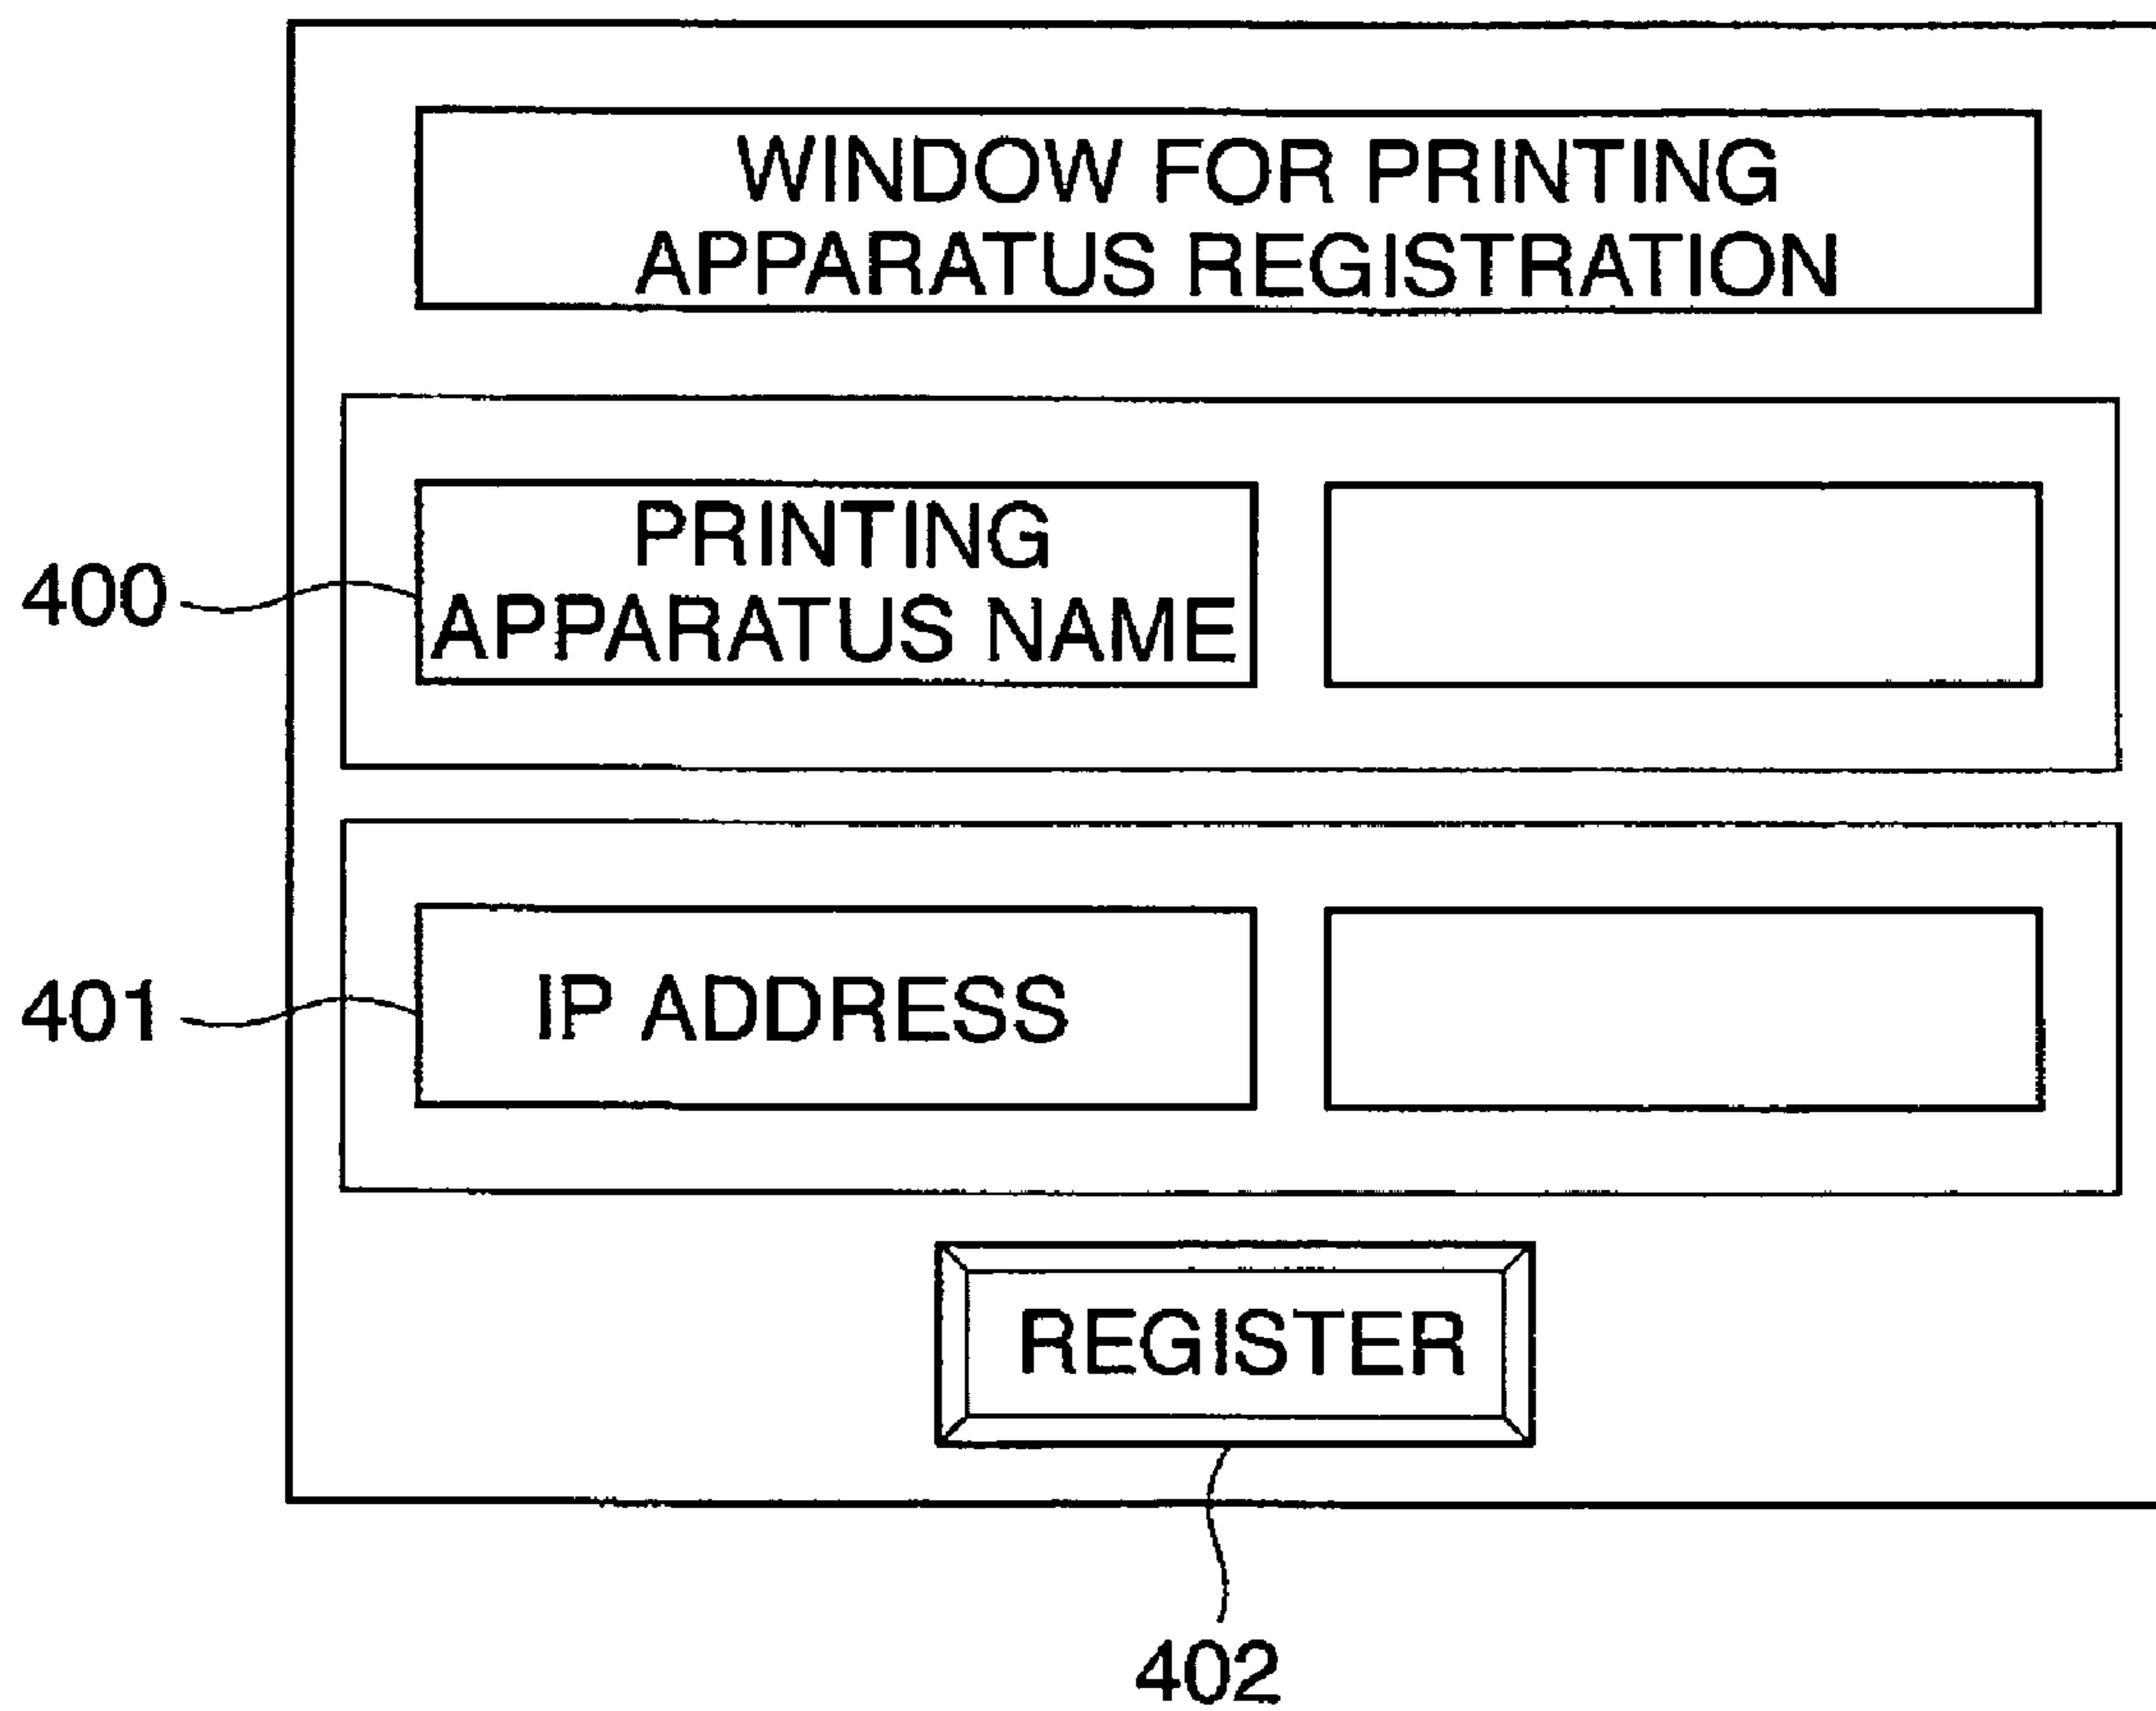 WINDOW FOR PRINTING
APPARATUS REGISTRATION
PRINTING
400
APPARATUS NAME
401
IP ADDRESS
REGISTER
402